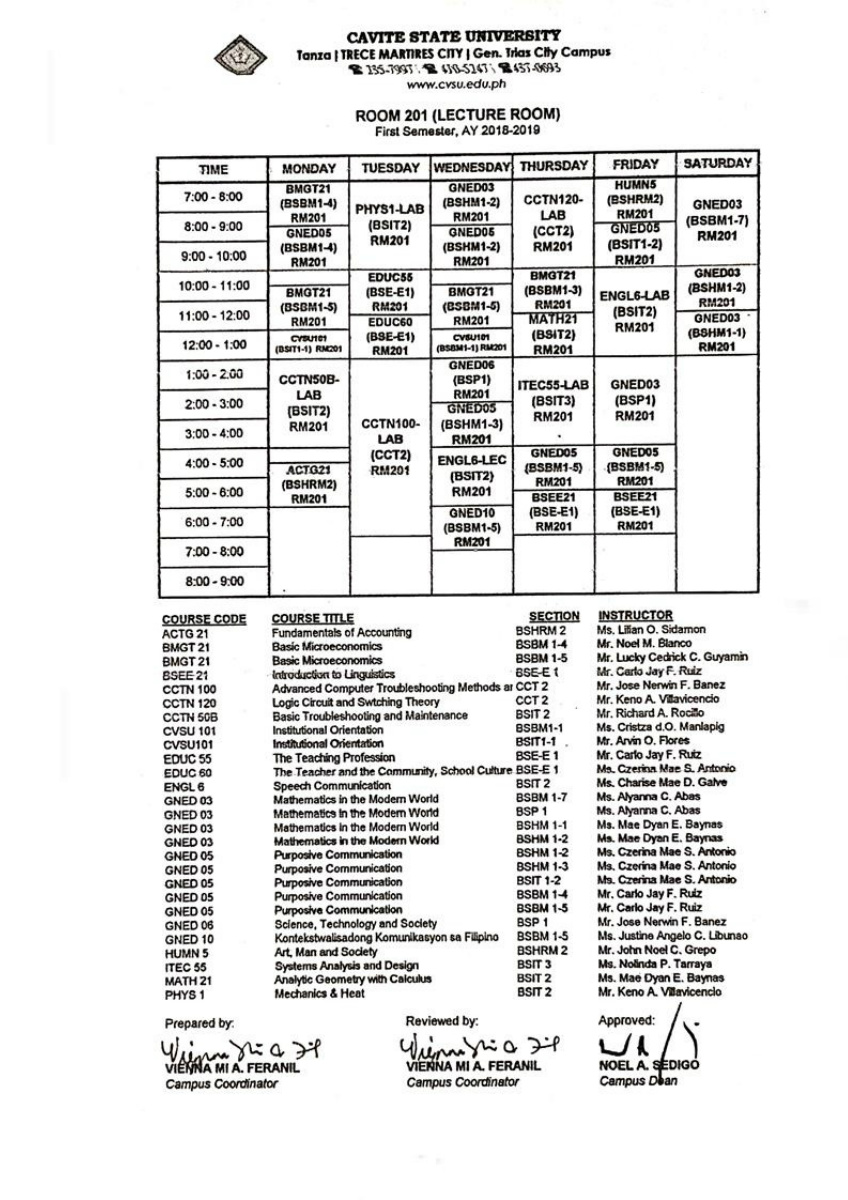 CAVITE STATE UNIVERSITY
Tanza | TRECE MARTIRES CITY | Gen. Trias City Campus
www.cvsu.edu.ph
ROOM 201 (LECTURE ROOM)
First Semester, AY 2018-2019
TIME MONDAY TUESDAY WEDNESDAY THURSDAY FRIDAY SATURDAY
7:00 - 8:00
8:00 - 9:00
9:00 - 10:00
10:00 - 11:00
11:00 - 12:00
12:00 - 1:00
1:00 - 2:00
2:00 - 3:00
3:00 - 4:00
4:00 - 5:00
5:00 - 6:00
6:00 - 7:00
7:00 - 8:00
8:00 - 9:00
BMGT21
(BSBM1-4)
RM201
GNED05
(BSBM1-4)
RM201
BMGT21
(BSBM1-5)
RM201
CVSU101
(BSIT1-1) RM201
CCTN50B-
LAB
(BSIT2)
RM201
ACTG21
(BSHRM2)
RM201
PHYS1-LAB
(BSIT2)
RM201
EDUC55
(BSE-E1)
RM201
EDUC60
(BSE-E1)
RM201
CCTN100-
LAB
(CCT2)
RM201
GNED03
(BSHM1-2)
RM201
GNED05
(BSHM1-2)
RM201
BMGT21
(BSBM1-5)
RM201
CVSU101
(BSBM1-1) RM201
GNED06
(BSP1)
RM201
GNED05
(BSHM1-3)
RM201
ENGL6-LEC
(BSIT2)
RM201
GNED10
(BSBM1-5)
RM201
CCTN120-
LAB
(CCT2)
RM201
BMGT21
(BSBM1-3)
RM201
MATH21
(BSIT2)
RM201
ITEC55-LAB
(BSIT3)
RM201
GNED05
(BSBM1-5)
RM201
BSEE21
(BSE-E1)
RM201
HUMN5
(BSHRM2)
RM201
GNED05
(BSIT1-2)
RM201
ENGL6-LAB
(BSIT2)
RM201
GNED03
(BSP1)
RM201
GNED05
(BSBM1-5)
RM201
BSEE21
(BSE-E1)
RM201
GNED03
(BSBM1-7)
RM201
GNED03
(BSHM1-2)
RM201
GNED03
(BSHM1-1)
RM201
COURSE CODE COURSE TITLE SECTION INSTRUCTOR
ACTG 21 Fundamentals of Accounting BSHRM 2 Ms. Lilian O. Sidamon
BMGT 21 Basic Microeconomics BSBM 1-4 Mr. Noel M. Blanco
BMGT 21 Basic Microeconomics BSBM 1-5 Mr. Lucky Cedrick C. Guyamin
BSEE 21 Introduction to Linguistics BSE-E 1 Mr. Carlo Jay F. Ruiz
CCTN 100 Advanced Computer Troubleshooting Methods ar CCT 2 Mr. Jose Nerwin F. Banez
CCTN 120 Logic Circuit and Swtching Theory CCT 2 Mr. Keno A. Villavicencio
CCTN 50B Basic Troubleshooting and Maintenance BSIT 2 Mr. Richard A. Rocillo
CVSU 101 Institutional Orientation BSBM1-1 Ms. Cristza d.O. Manlapig
CVSU101 Institutional Orientation BSIT1-1 Mr. Arvin O. Flores
EDUC 55 The Teaching Profession BSE-E 1 Mr. Carlo Jay F. Ruiz
EDUC 60 The Teacher and the Community, School Culture BSE-E 1 Ms. Czerina Mae S. Antonio
ENGL 6 Speech Communication BSIT 2 Ms. Charise Mae D. Galve
GNED 03 Mathematics in the Modern World BSBM 1-7 Ms. Alyanna C. Abas
GNED 03 Mathematics in the Modern World BSP 1 Ms. Alyanna C. Abas
GNED 03 Mathematics in the Modern World BSHM 1-1 Ms. Mae Dyan E. Baynas
GNED 03 Mathematics in the Modern World BSHM 1-2 Ms. Mae Dyan E. Baynas
GNED 05 Purposive Communication BSHM 1-2 Ms. Czerina Mae S. Antonio
GNED 05 Purposive Communication BSHM 1-3 Ms. Czerina Mae S. Antonio
GNED 05 Purposive Communication BSIT 1-2 Ms. Czerina Mae S. Antonio
GNED 05 Purposive Communication BSBM 1-4 Mr. Carlo Jay F. Ruiz
GNED 05 Purposive Communication BSBM 1-5 Mr. Carlo Jay F. Ruiz
GNED 06 Science, Technology and Society BSP 1 Mr. Jose Nerwin F. Banez
GNED 10 Kontekstwalisadong Komunikasyon sa Filipino BSBM 1-5 Ms. Justine Angelo C. Libunao
HUMN 5 Art, Man and Society BSHRM 2 Mr. John Noel C. Grepo
ITEC 55 Systems Analysis and Design BSIT 3 Ms. Nolinda P. Tarraya
MATH 21 Analytic Geometry with Calculus BSIT 2 Ms. Mae Dyan E. Baynas
PHYS 1 Mechanics & Heat BSIT 2 Mr. Keno A. Villavicencio
Prepared by: Reviewed by: Approved:
VIENNA MI A. FERANIL VIENNA MI A. FERANIL NOEL A. SEDIGO
Campus Coordinator Campus Coordinator Campus Dean